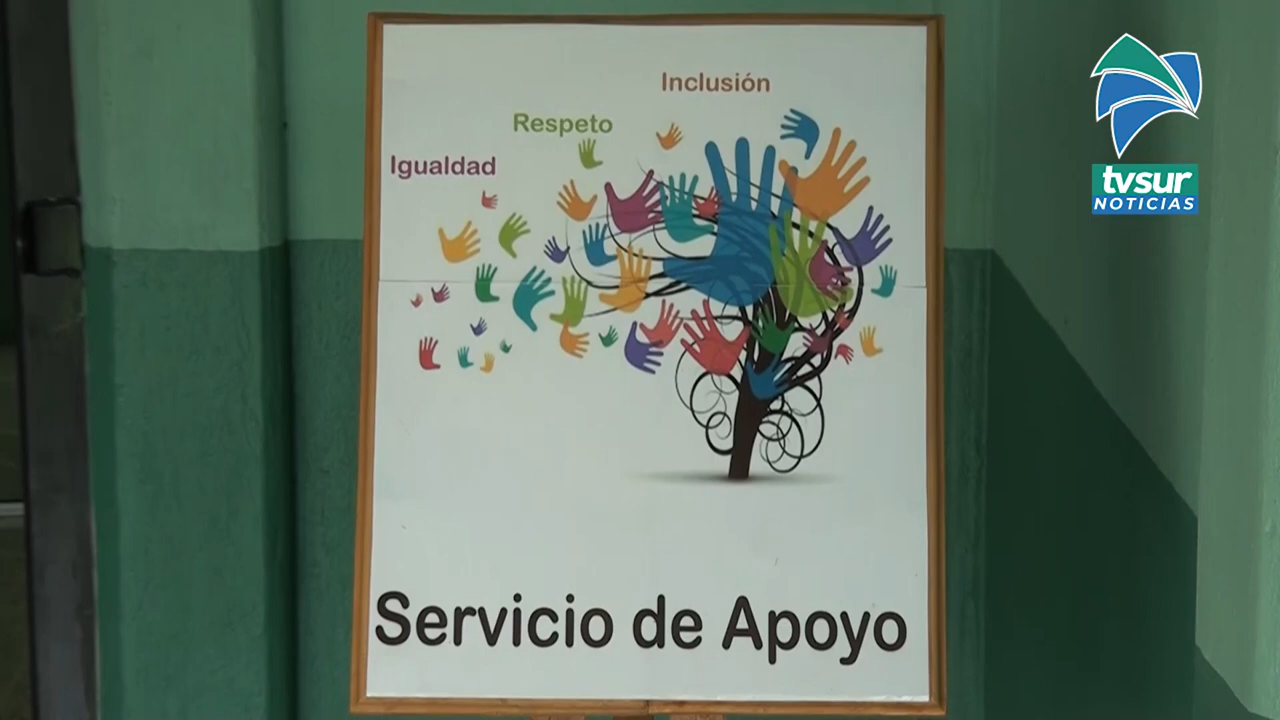 Inclusión
Respeto
Igualdad
Servicio de Apoyo
tvsur
NOTICIAS